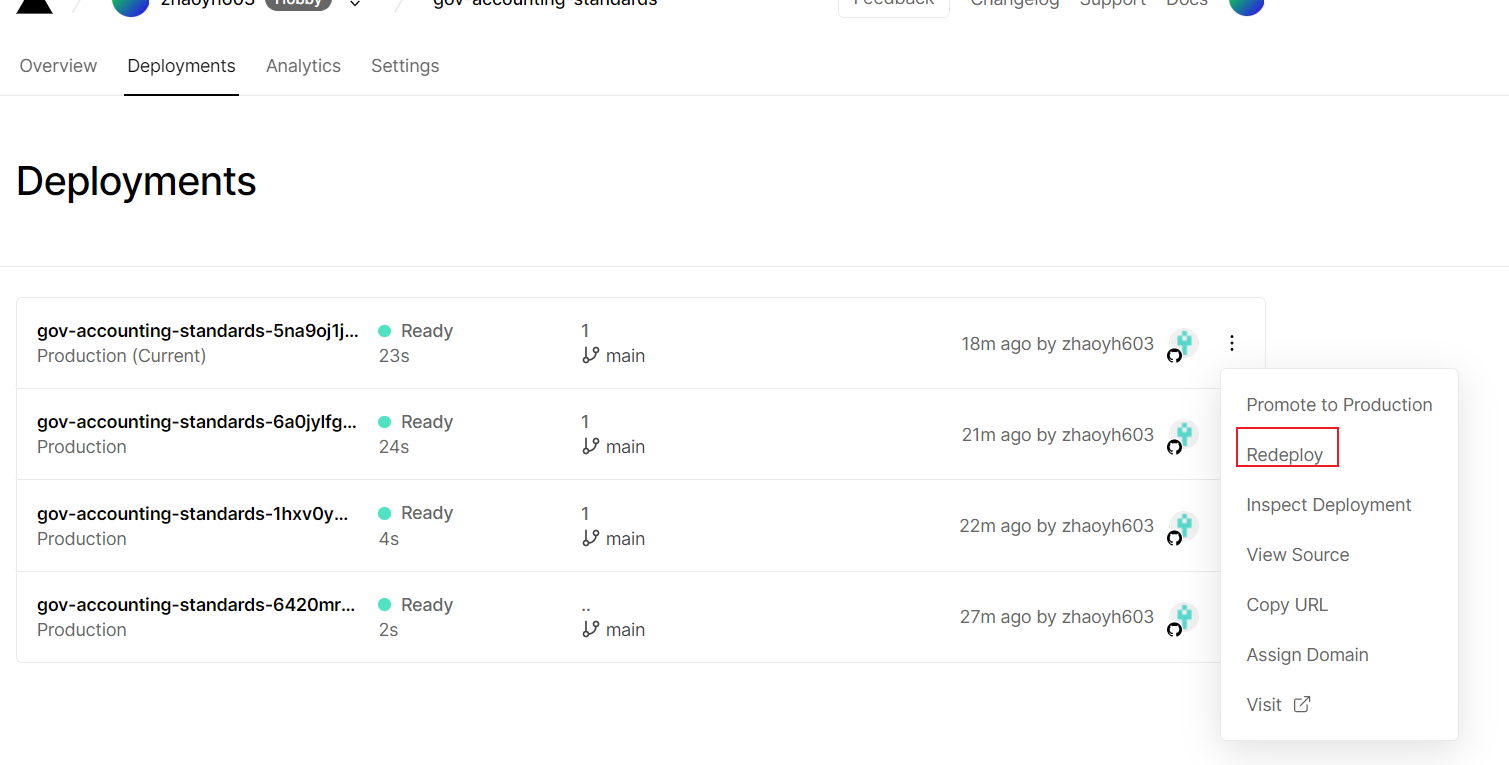 zhaoyh603 Hobby gov-accounting-standards Feedback Changelog Support Docs
Overview Deployments Analytics Settings
Deployments
gov-accounting-standards-5na9oj1j... Ready 1 18m ago by zhaoyh603
Production (Current) 23s main
Promote to Production
gov-accounting-standards-6a0jylfg... Ready 1 21m ago by zhaoyh603
Production 24s main
Redeploy
Inspect Deployment
gov-accounting-standards-1hxv0y... Ready 1 22m ago by zhaoyh603
Production 4s main
View Source
gov-accounting-standards-6420mr... Ready .. 27m ago by zhaoyh603
Production 2s main
Copy URL
Assign Domain
Visit